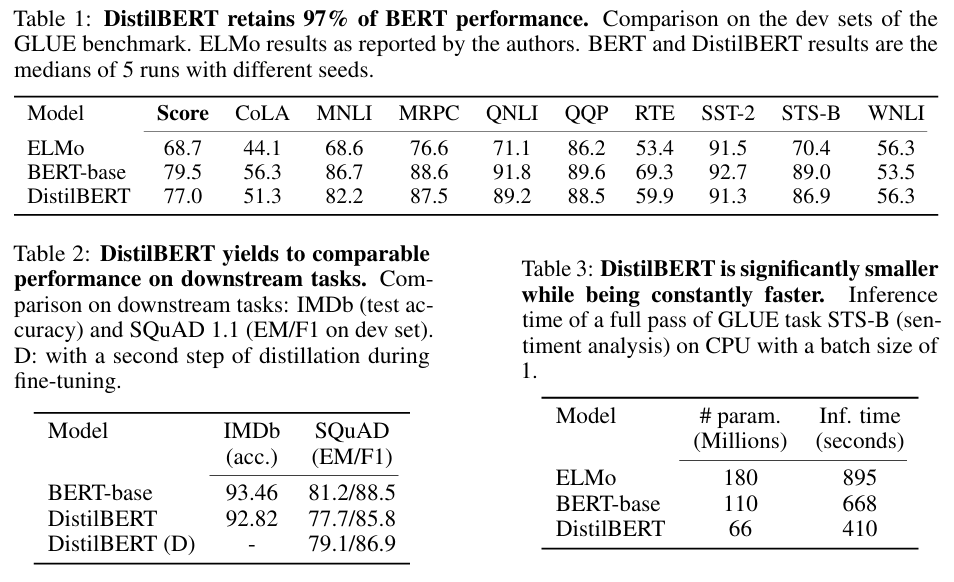 Table 1: DistilBERT retains 97% of BERT performance. Comparison on the dev sets of the
GLUE benchmark. ELMo results as reported by the authors. BERT and DistilBERT results are the
medians of 5 runs with different seeds.
Model Score CoLA MNLI MRPC QNLI QQP RTE SST-2 STS-B WNLI
ELMo 68.7 44.1 68.6 76.6 71.1 86.2 53.4 91.5 70.4 56.3
BERT-base 79.5 56.3 86.7 88.6 91.8 89.6 69.3 92.7 89.0 53.5
DistilBERT 77.0 51.3 82.2 87.5 89.2 88.5 59.9 91.3 86.9 56.3
Table 2: DistilBERT yields to comparable
performance on downstream tasks. Com-
parison on downstream tasks: IMDb (test ac-
curacy) and SQuAD 1.1 (EM/F1 on dev set).
D: with a second step of distillation during
fine-tuning.
Model IMDb SQuAD
(acc.) (EM/F1)
BERT-base 93.46 81.2/88.5
DistilBERT 92.82 77.7/85.8
DistilBERT (D) - 79.1/86.9
Table 3: DistilBERT is significantly smaller
while being constantly faster. Inference
time of a full pass of GLUE task STS-B (sen-
timent analysis) on CPU with a batch size of
1.
Model # param. Inf. time
(Millions) (seconds)
ELMo 180 895
BERT-base 110 668
DistilBERT 66 410